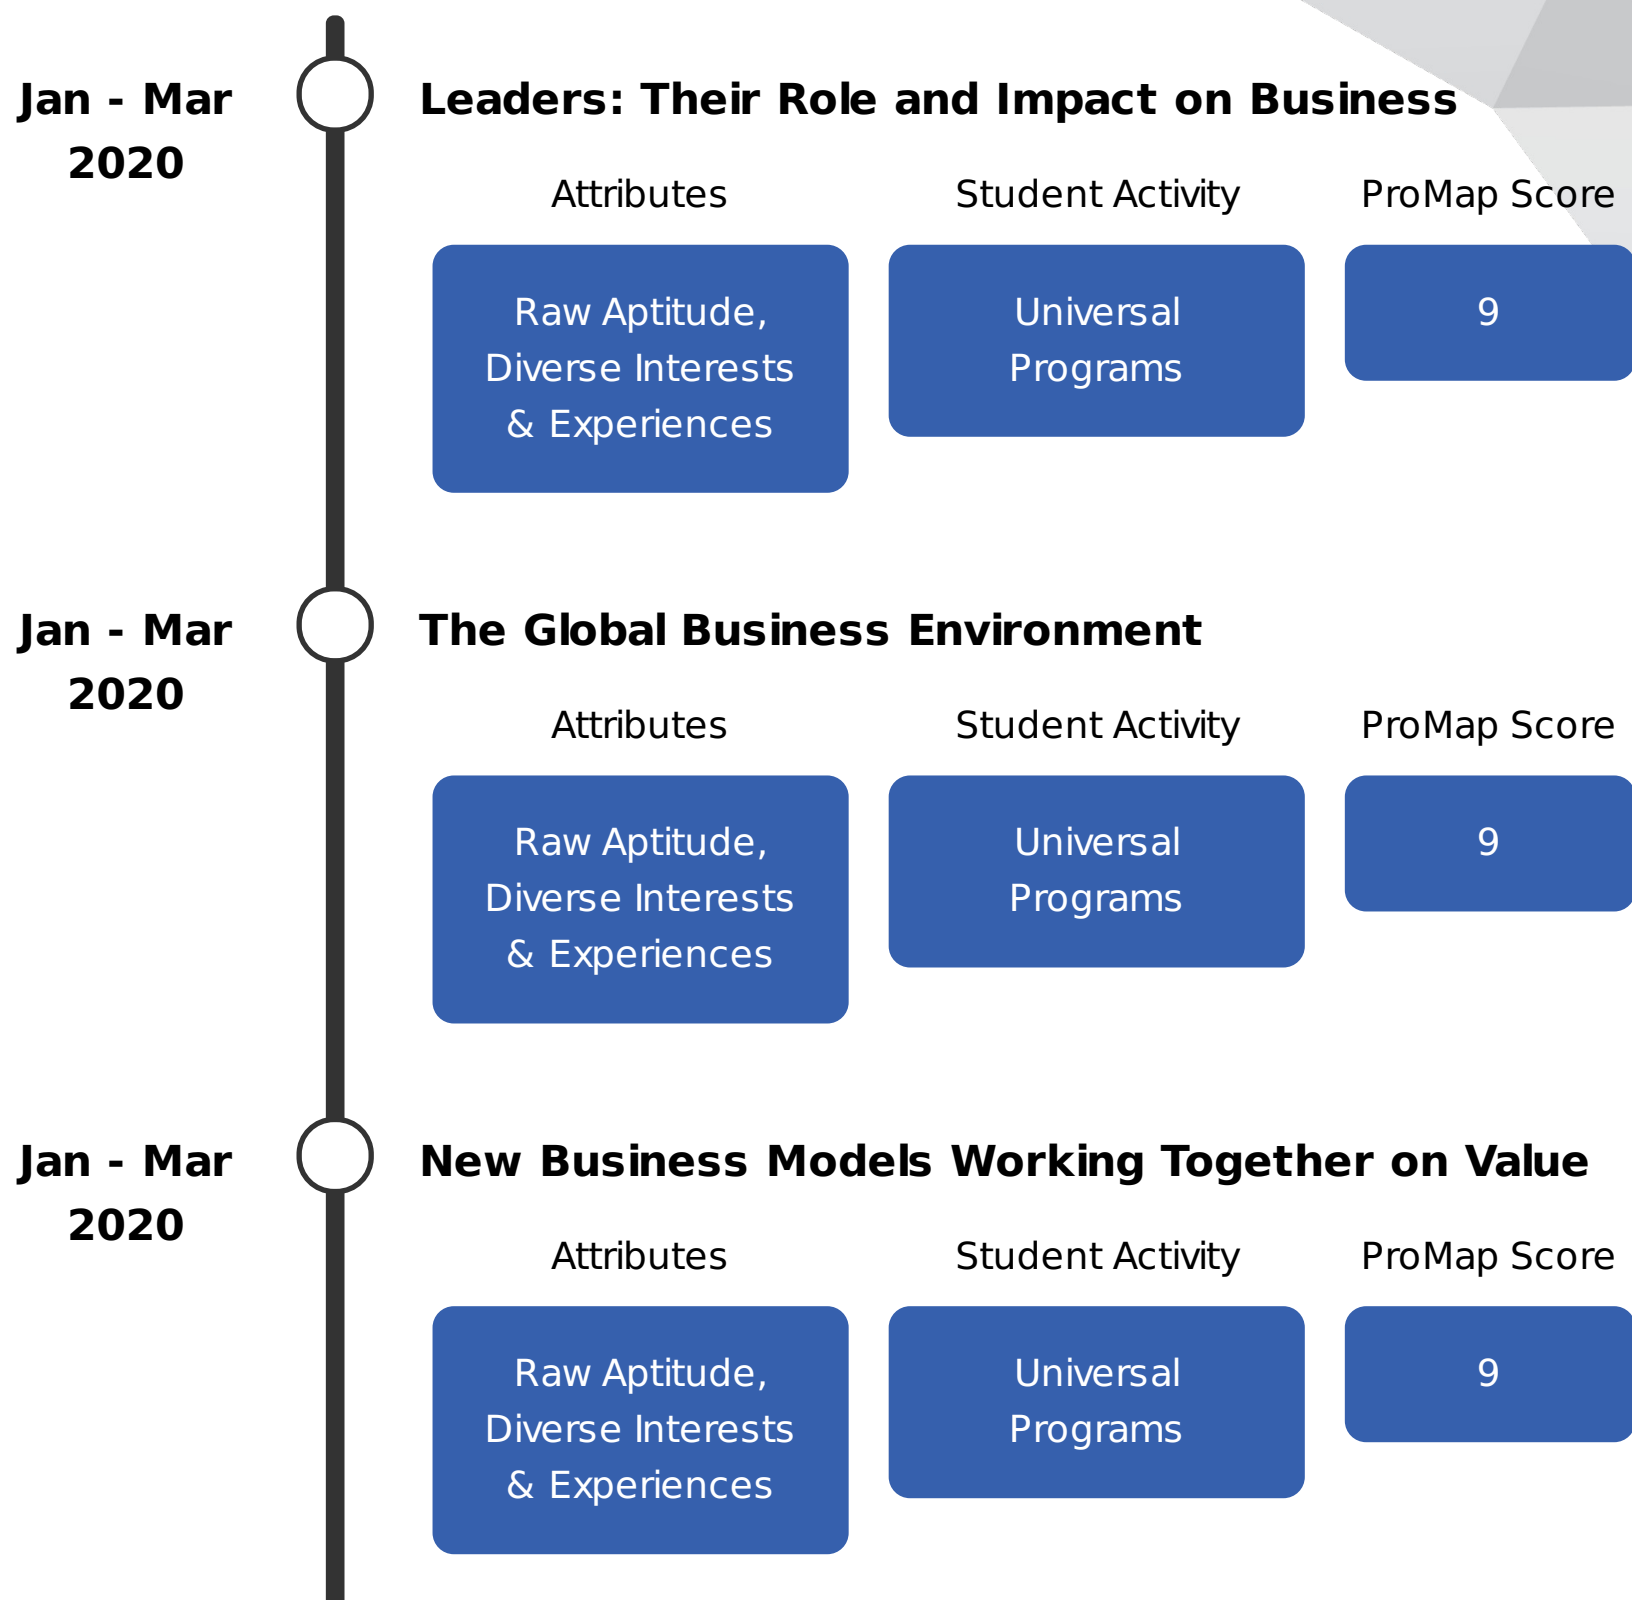 Jan - Mar
2020
Leaders: Their Role and Impact on Business
Attributes
Student Activity
ProMap Score
Raw Aptitude,
Diverse Interests
& Experiences
Universal
Programs
9
Jan - Mar
2020
The Global Business Environment
Attributes
Student Activity
ProMap Score
Raw Aptitude,
Diverse Interests
& Experiences
Universal
Programs
9
Jan - Mar
2020
New Business Models Working Together on Value
Attributes
Student Activity
ProMap Score
Raw Aptitude,
Diverse Interests
& Experiences
Universal
Programs
9